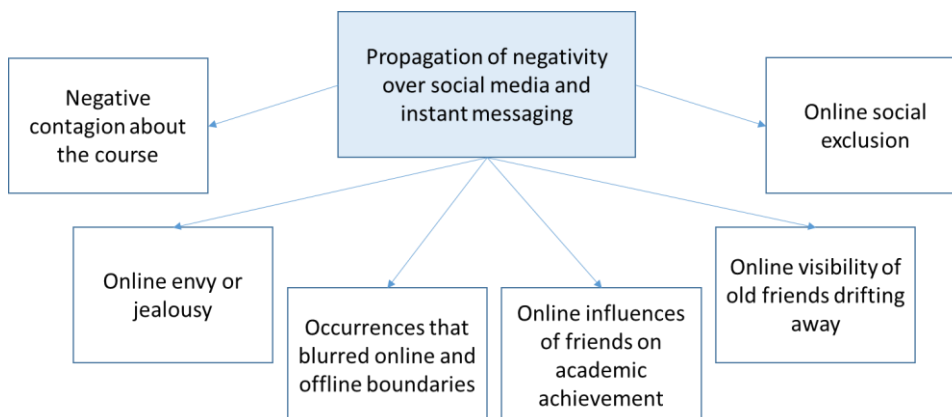 Propagation of negativity
over social media and
instant messaging
Negative
contagion about
the course
Online social
exclusion
Online envy or
jealousy
Occurrences that
blurred online and
offline boundaries
Online influences
of friends on
academic
achievement
Online visibility of
old friends drifting
away